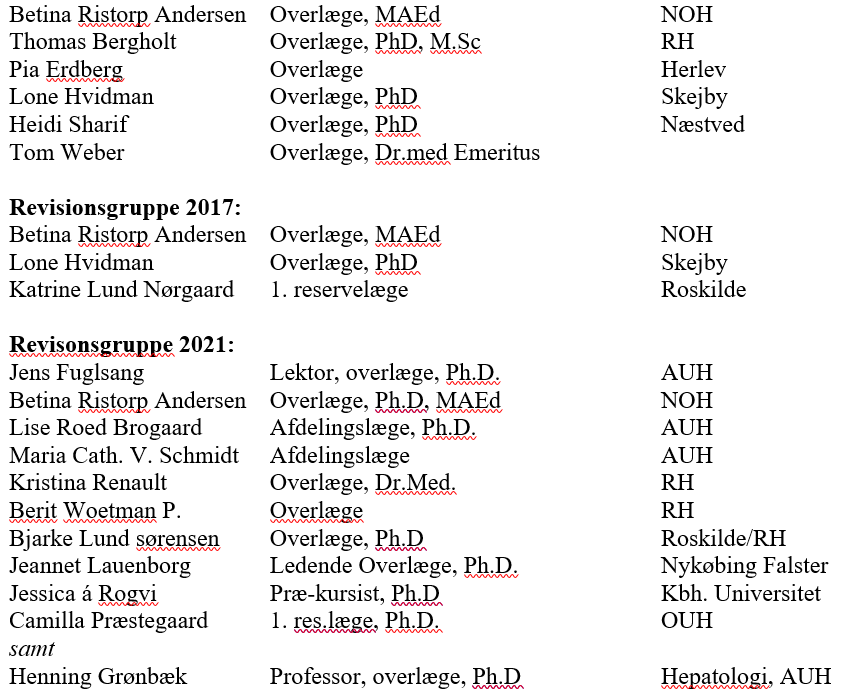 Betina Ristorp Andersen Overlæge, MAEd NOH
Thomas Bergholt Overlæge, PhD, M.Sc RH
Pia Erdberg Overlæge Herlev
Lone Hvidman Overlæge, PhD Skejby
Heidi Sharif Overlæge, PhD Næstved
Tom Weber Overlæge, Dr.med Emeritus
Revisionsgruppe 2017:
Betina Ristorp Andersen Overlæge, MAEd NOH
Lone Hvidman Overlæge, PhD Skejby
Katrine Lund Nørgaard 1. reservelæge Roskilde
Revisonsgruppe 2021:
Jens Fuglsang Lektor, overlæge, Ph.D. AUH
Betina Ristorp Andersen Overlæge, Ph.D, MAEd NOH
Lise Roed Brogaard Afdelingslæge, Ph.D. AUH
Maria Cath. V. Schmidt Afdelingslæge AUH
Kristina Renault Overlæge, Dr.Med. RH
Berit Woetman P. Overlæge RH
Bjarke Lund sørensen Overlæge, Ph.D Roskilde/RH
Jeannet Lauenborg Ledende Overlæge, Ph.D. Nykøbing Falster
Jessica á Rogvi Præ-kursist, Ph.D Kbh. Universitet
Camilla Præstegaard 1. res.læge, Ph.D. OUH
samt
Henning Grønbæk Professor, overlæge, Ph.D Hepatologi, AUH